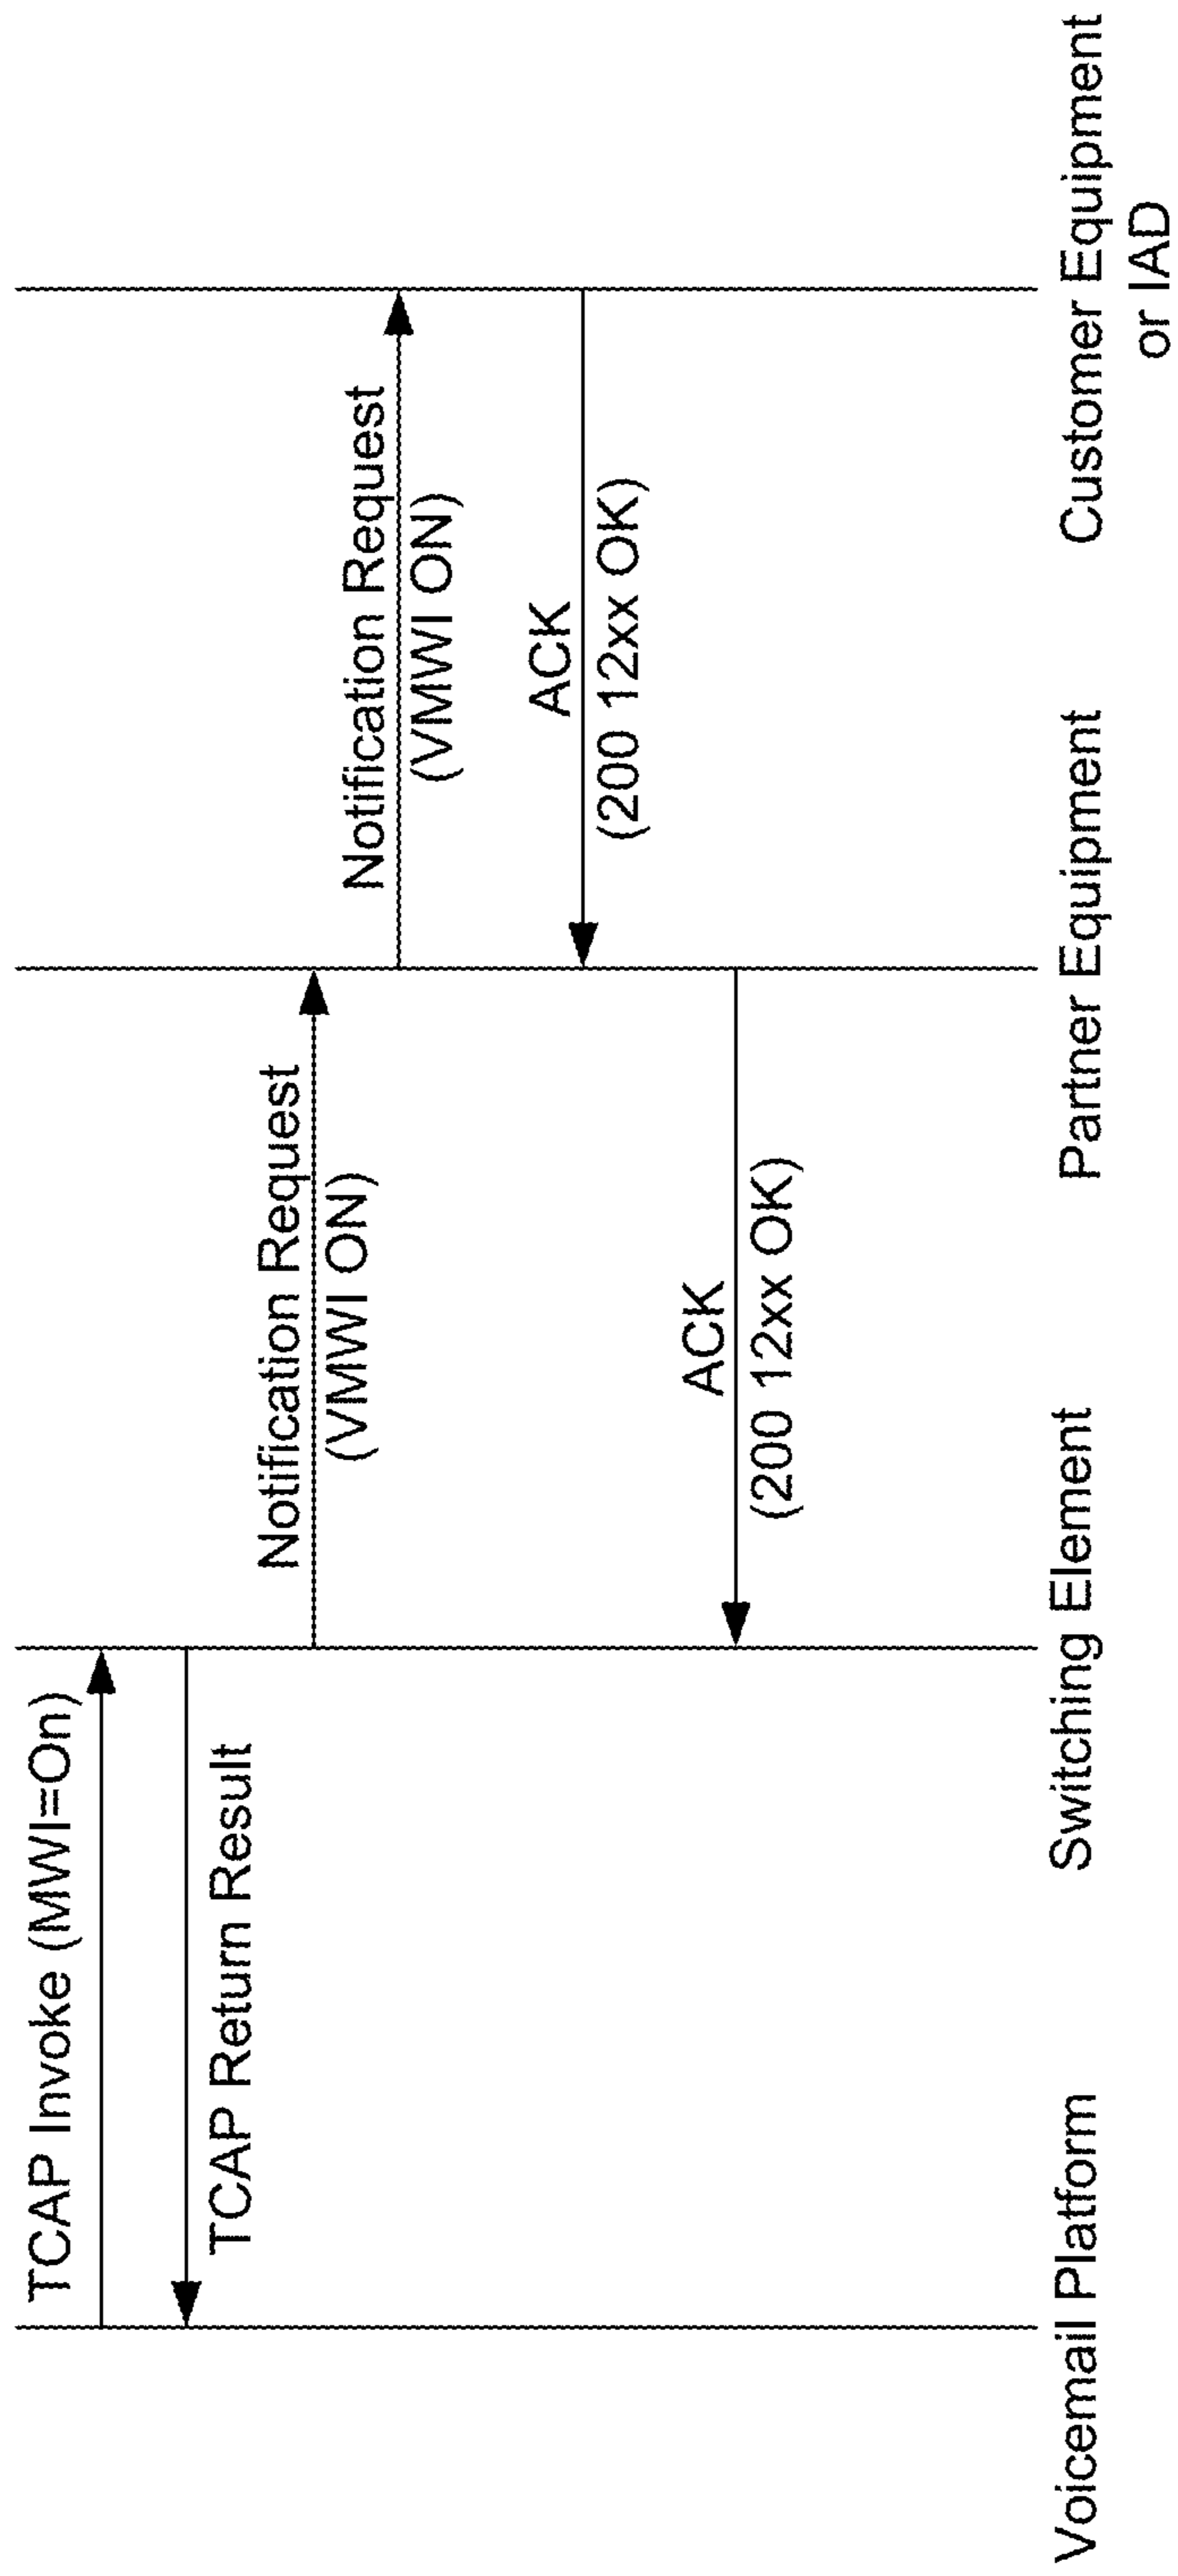 TCAP Invoke (MWI=On)
TCAP Return Result
Notification Request
(VMWI ON)
Notification Request
(VMWI ON)
ACK
(200 12xx OK)
ACK
(200 12xx OK)
Voicemail Platform
Switching Element
Partner Equipment
Customer Equipment
or IAD